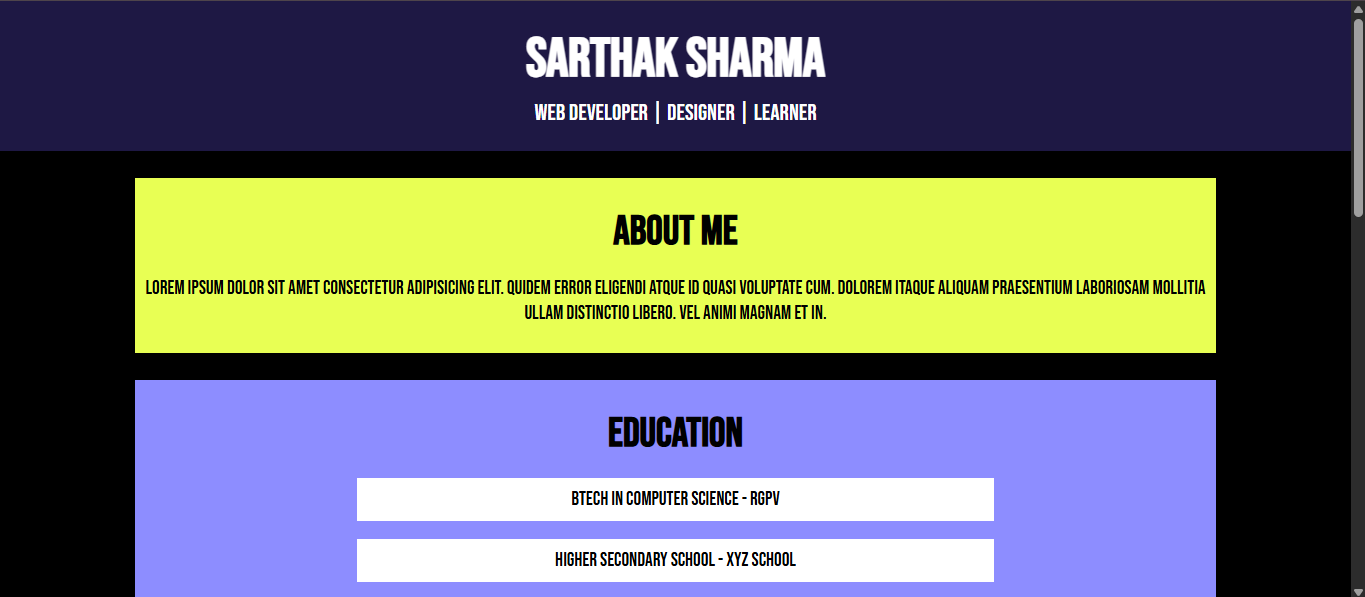 SARTHAK SHARMA
WEB DEVELOPER | DESIGNER | LEARNER
ABOUT ME
LOREM IPSUM DOLOR SIT AMET CONSECTETUR ADIPISICING ELIT. QUIDEM ERROR ELIGENDI ATQUE ID QUASI VOLUPTATE CUM. DOLOREM ITAQUE ALIQUAM PRAESENTIUM LABORIOSAM MOLLITIA
ULLAM DISTINCTIO LIBERO. VEL ANIMI MAGNAM ET IN.
EDUCATION
BTECH IN COMPUTER SCIENCE - RGPV
HIGHER SECONDARY SCHOOL - XYZ SCHOOL